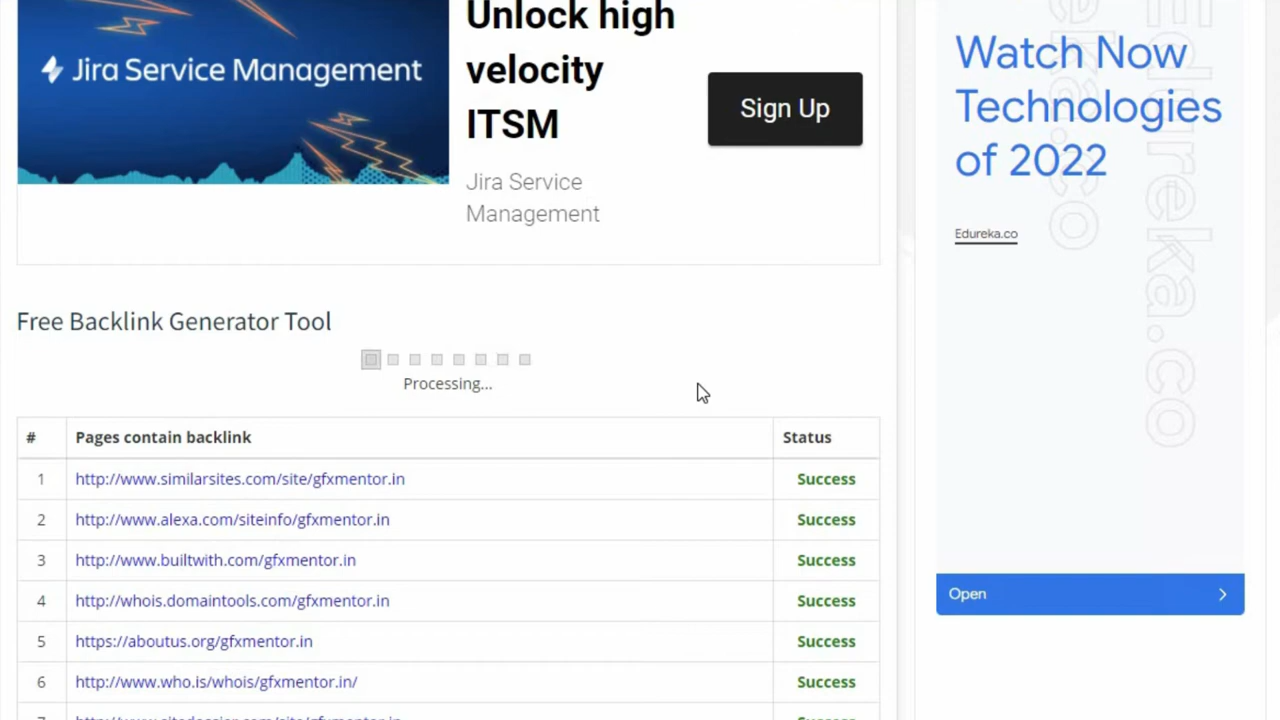 Unlock high
velocity
ITSM
Jira Service Management
Sign Up
Jira Service
Management
Watch Now
Technologies
of 2022
Edureka.co
Edureka.co
Free Backlink Generator Tool
Processing...
# Pages contain backlink Status
1 http://www.similarsites.com/site/gfxmentor.in Success
2 http://www.alexa.com/siteinfo/gfxmentor.in Success
3 http://www.builtwith.com/gfxmentor.in Success
4 http://whois.domaintools.com/gfxmentor.in Success
5 https://aboutus.org/gfxmentor.in Success
6 http://www.who.is/whois/gfxmentor.in/ Success
Open